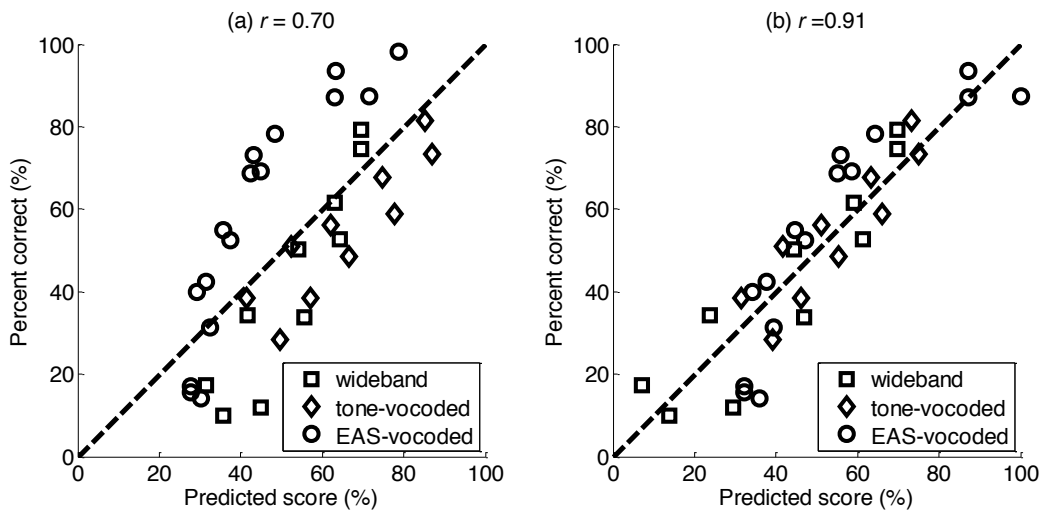 (a) r = 0.70
100
80
60
40
20
0
0 20 40 60 80 100
Percent correct (%)
Predicted score (%)
wideband
tone-vocoded
EAS-vocoded
(b) r =0.91
100
80
60
40
20
0
0 20 40 60 80 100
Percent correct (%)
Predicted score (%)
wideband
tone-vocoded
EAS-vocoded